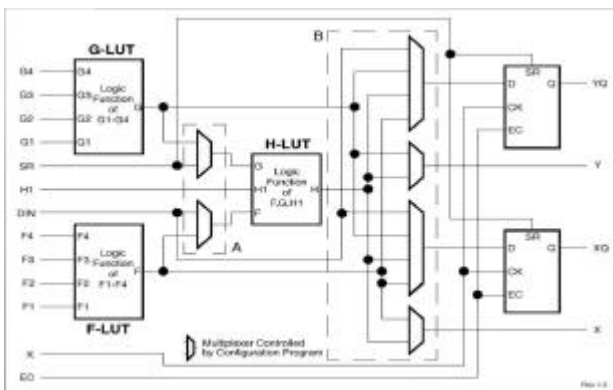 B
G-LUT
SR
G4
G4
D
Q
YQ
G3
G3
Logic
Function
of
G1-G4
G
CK
G2
G2
EC
G1
G1
H-LUT
SR
G
Logic
Function
of
F,G,H1
Y
H1
H1
H
DIN
F
SR
F4
F4
Logic
Function
of
F1-F4
A
D
Q
XQ
F3
F3
F
CK
F2
F2
EC
F1
F1
F-LUT
X
Multiplexer Controlled
by Configuration Program
K
EC